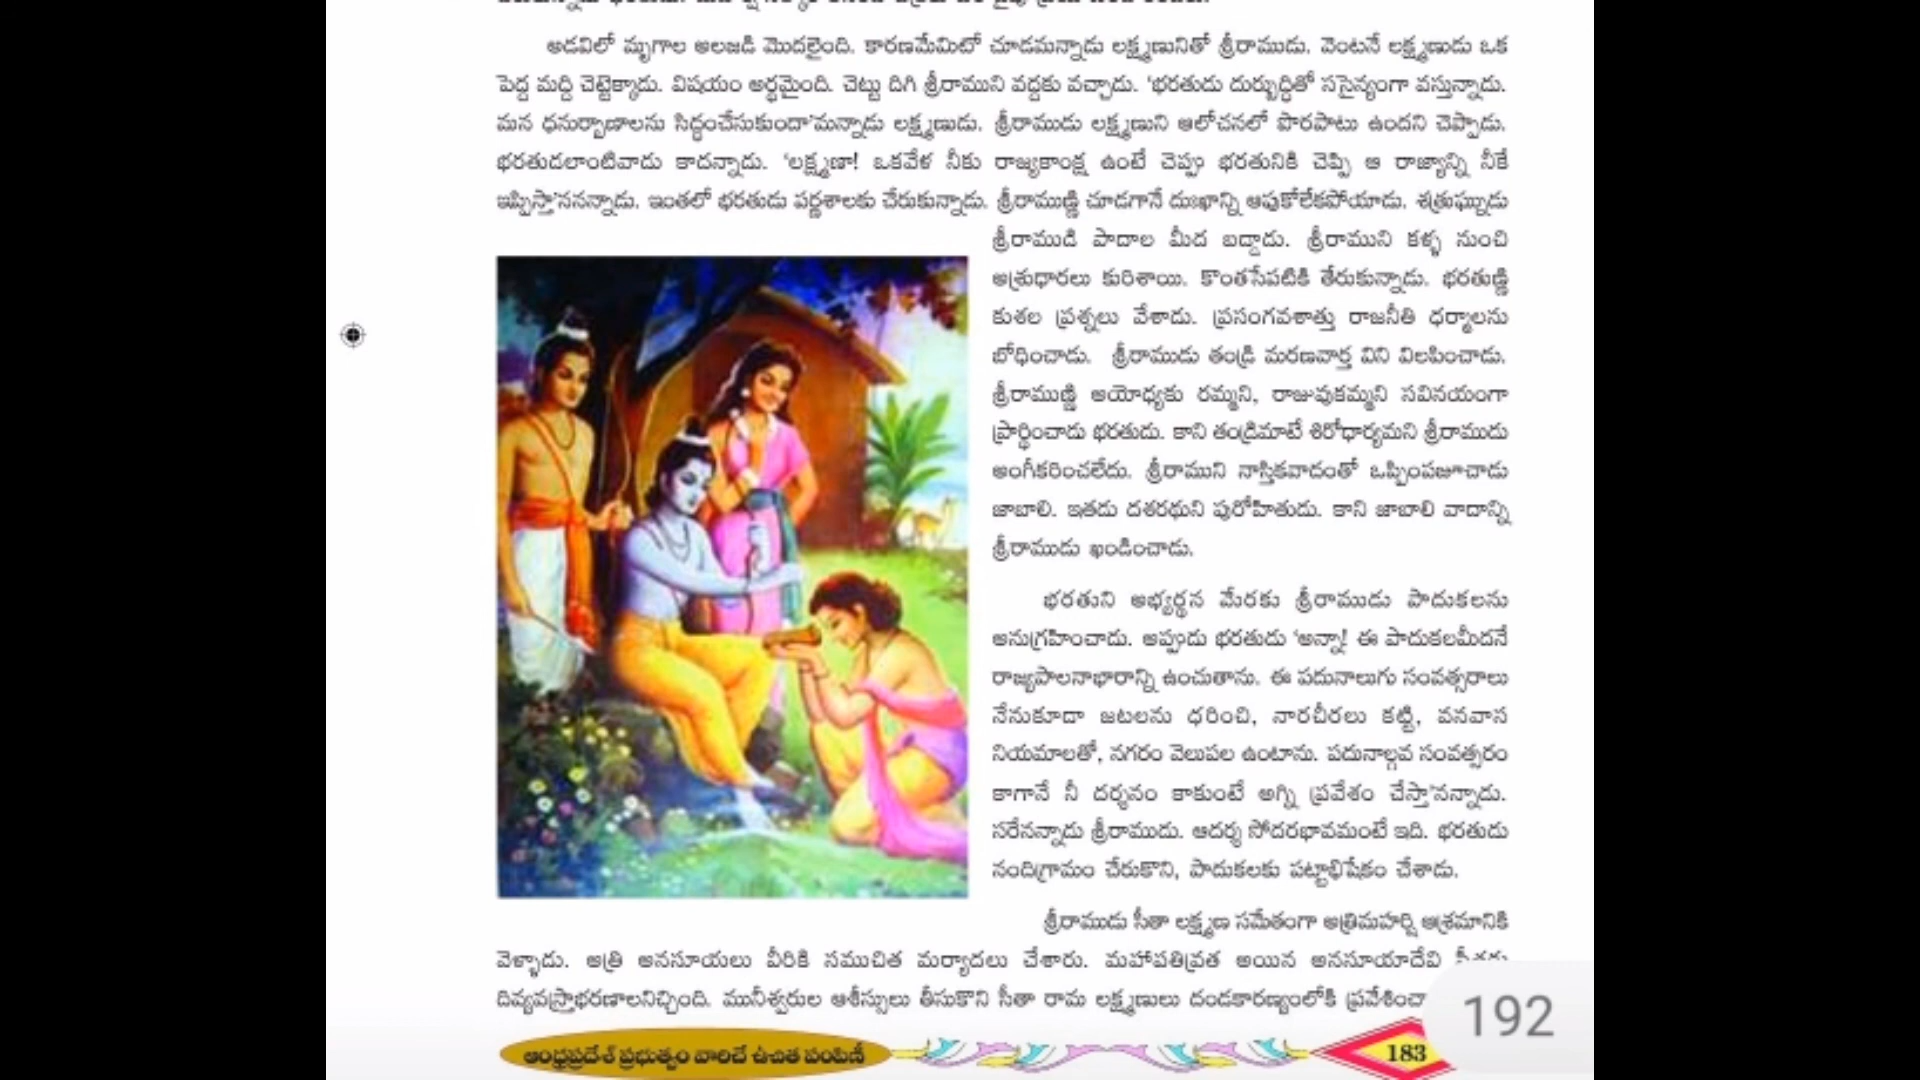 అడవిలో మృగాల అలజడి మొదలైంది. కారణమేమిటో చూడమన్నాడు లక్ష్మణునితో శ్రీరాముడు. వెంటనే లక్ష్మణుడు ఒక
పెద్ద మద్ది చెట్టెక్కాడు. విషయం అర్థమైంది. చెట్టు దిగి శ్రీరాముని వద్దకు వచ్చాడు. ‘భరతుడు దుర్బుద్ధితో ససైన్యంగా వస్తున్నాడు.
మన ధనుర్బాణాలను సిద్ధంచేసుకుందా’మన్నాడు లక్ష్మణుడు. శ్రీరాముడు లక్ష్మణుని ఆలోచనలో పొరపాటు ఉందని చెప్పాడు.
భరతుడలాంటివాడు కాదన్నాడు. ‘లక్ష్మణా! ఒకవేళ నీకు రాజ్యకాంక్ష ఉంటే చెప్పు భరతునికి చెప్పి ఆ రాజ్యాన్ని నీకే
ఇప్పిస్తా’ననన్నాడు. ఇంతలో భరతుడు పర్ణశాలకు చేరుకున్నాడు. శ్రీరాముణ్ణి చూడగానే దుఃఖాన్ని ఆపుకోలేకపోయాడు. శత్రుఘ్నుడు
శ్రీరాముడి పాదాల మీద బడ్డాడు. శ్రీరాముని కళ్ళ నుంచి
అశ్రుధారలు కురిశాయి. కొంతసేపటికి తేరుకున్నాడు. భరతుణ్ణి
కుశల ప్రశ్నలు వేశాడు. ప్రసంగవశాత్తు రాజనీతి ధర్మాలను
బోధించాడు. శ్రీరాముడు తండ్రి మరణవార్త విని విలపించాడు.
శ్రీరాముణ్ణి అయోధ్యకు రమ్మని, రాజువుకమ్మని సవినయంగా
ప్రార్థించాడు భరతుడు. కాని తండ్రిమాటే శిరోధార్యమని శ్రీరాముడు
అంగీకరించలేదు. శ్రీరాముని నాస్తికవాదంతో ఒప్పింపజూచాడు
జాబాలి. ఇతడు దశరథుని పురోహితుడు. కాని జాబాలి వాదాన్ని
శ్రీరాముడు ఖండించాడు.
భరతుని అభ్యర్థన మేరకు శ్రీరాముడు పాదుకలను
అనుగ్రహించాడు. అప్పుడు భరతుడు ‘అన్నా! ఈ పాదుకలమీదనే
రాజ్యపాలనాభారాన్ని ఉంచుతాను. ఈ పదునాలుగు సంవత్సరాలు
నేనుకూడా జటలను ధరించి, నారచీరలు కట్టి, వనవాస
నియమాలతో, నగరం వెలుపల ఉంటాను. పదునాల్గవ సంవత్సరం
కాగానే నీ దర్శనం కాకుంటే అగ్ని ప్రవేశం చేస్తా’నన్నాడు.
సరేనన్నాడు శ్రీరాముడు. ఆదర్శ సోదరభావమంటే ఇది. భరతుడు
నందిగ్రామం చేరుకొని, పాదుకలకు పట్టాభిషేకం చేశాడు.
శ్రీరాముడు సీతా లక్ష్మణ సమేతంగా అత్రిమహర్షి ఆశ్రమానికి
వెళ్ళాడు. అత్రి అనసూయలు వీరికి సముచిత మర్యాదలు చేశారు. మహాపతివ్రత అయిన అనసూయాదేవి
దివ్యవస్త్రాభరణాలనిచ్చింది. మునీశ్వరుల ఆశీస్సులు తీసుకొని సీతా రామ లక్ష్మణులు దండకారణ్యంలోకి
192
ఆంధ్రప్రదేశ్ ప్రభుత్వం వారిచే ఉచిత పంపిణీ
183